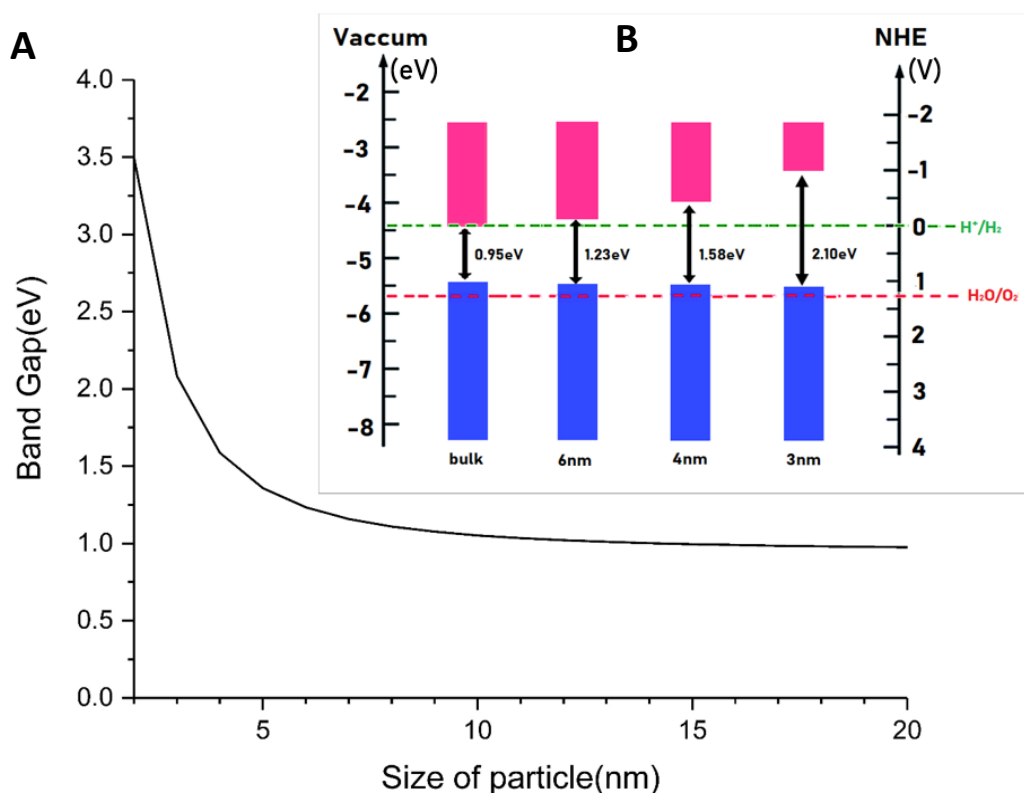 A
B
Vaccum
(eV)
NHE
(V)
-2
-3
-4
-5
-6
-7
-8
-2
-1
0
1
2
3
4
H⁺/H₂
H₂O/O₂
0.95eV
1.23eV
1.58eV
2.10eV
bulk
6nm
4nm
3nm
Band Gap(eV)
4.0
3.5
3.0
2.5
2.0
1.5
1.0
0.5
0.0
5
10
15
20
Size of particle(nm)